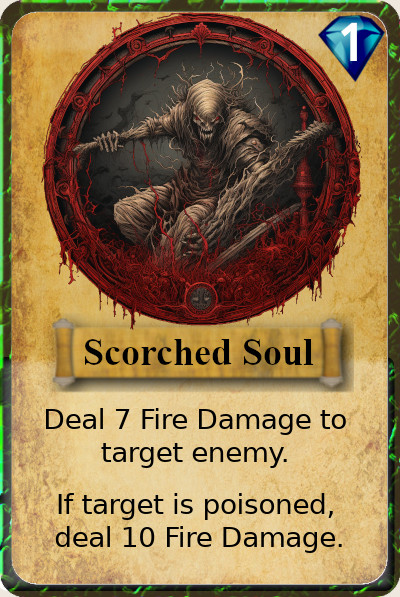 1
Scorched Soul
Deal 7 Fire Damage to
target enemy.
If target is poisoned,
deal 10 Fire Damage.